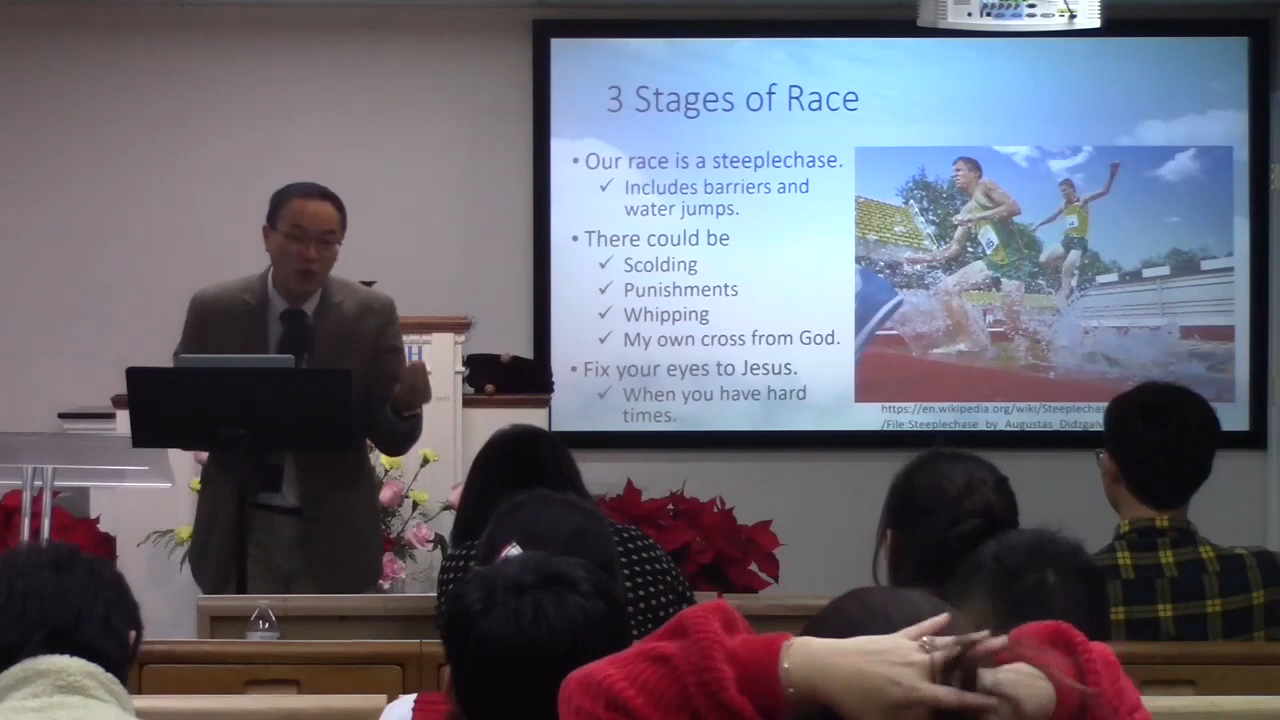 3 Stages of Race
• Our race is a steeplechase.
✓ Includes barriers and
water jumps.
• There could be
✓ Scolding
✓ Punishments
✓ Whipping
✓ My own cross from God.
• Fix your eyes to Jesus.
✓ When you have hard
times.
https://en.wikipedia.org/wiki/Steeplechas
/File:Steeplechase_by_Augustas_Didzgalv
H